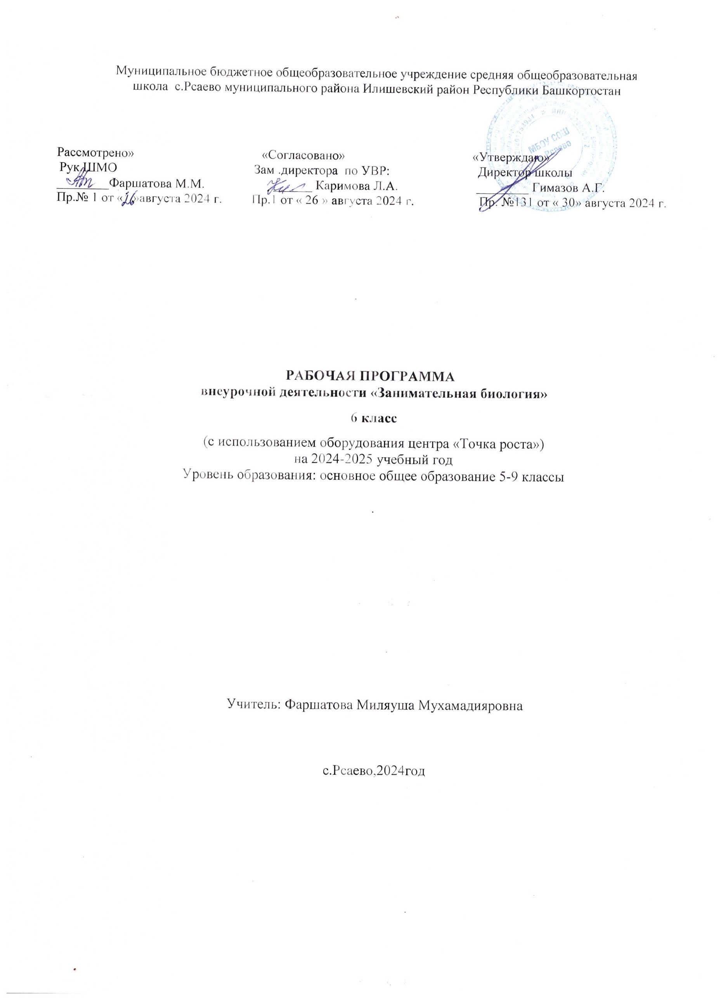 Муниципальное бюджетное общеобразовательное учреждение средняя общеобразовательная
школа с.Рсаево муниципального района Илишевский район Республики Башкортостан
МБОУ СОШ
Рсаево
Рассмотрено»
Рук.ШМО
_________Фаршатова М.М.
Пр.№ 1 от «26»августа 2024 г.
«Согласовано»
Зам .директора по УВР:
_______ Каримова Л.А.
Пр.1 от « 26 » августа 2024 г.
«Утверждаю»
Директор школы
_________ Гимазов А.Г.
Пр. №131 от « 30» августа 2024 г.
РАБОЧАЯ ПРОГРАММА
внеурочной деятельности «Занимательная биология»
6 класс
(с использованием оборудования центра «Точка роста»)
на 2024-2025 учебный год
Уровень образования: основное общее образование 5-9 классы
Учитель: Фаршатова Миляуша Мухамадияровна
с.Рсаево,2024год